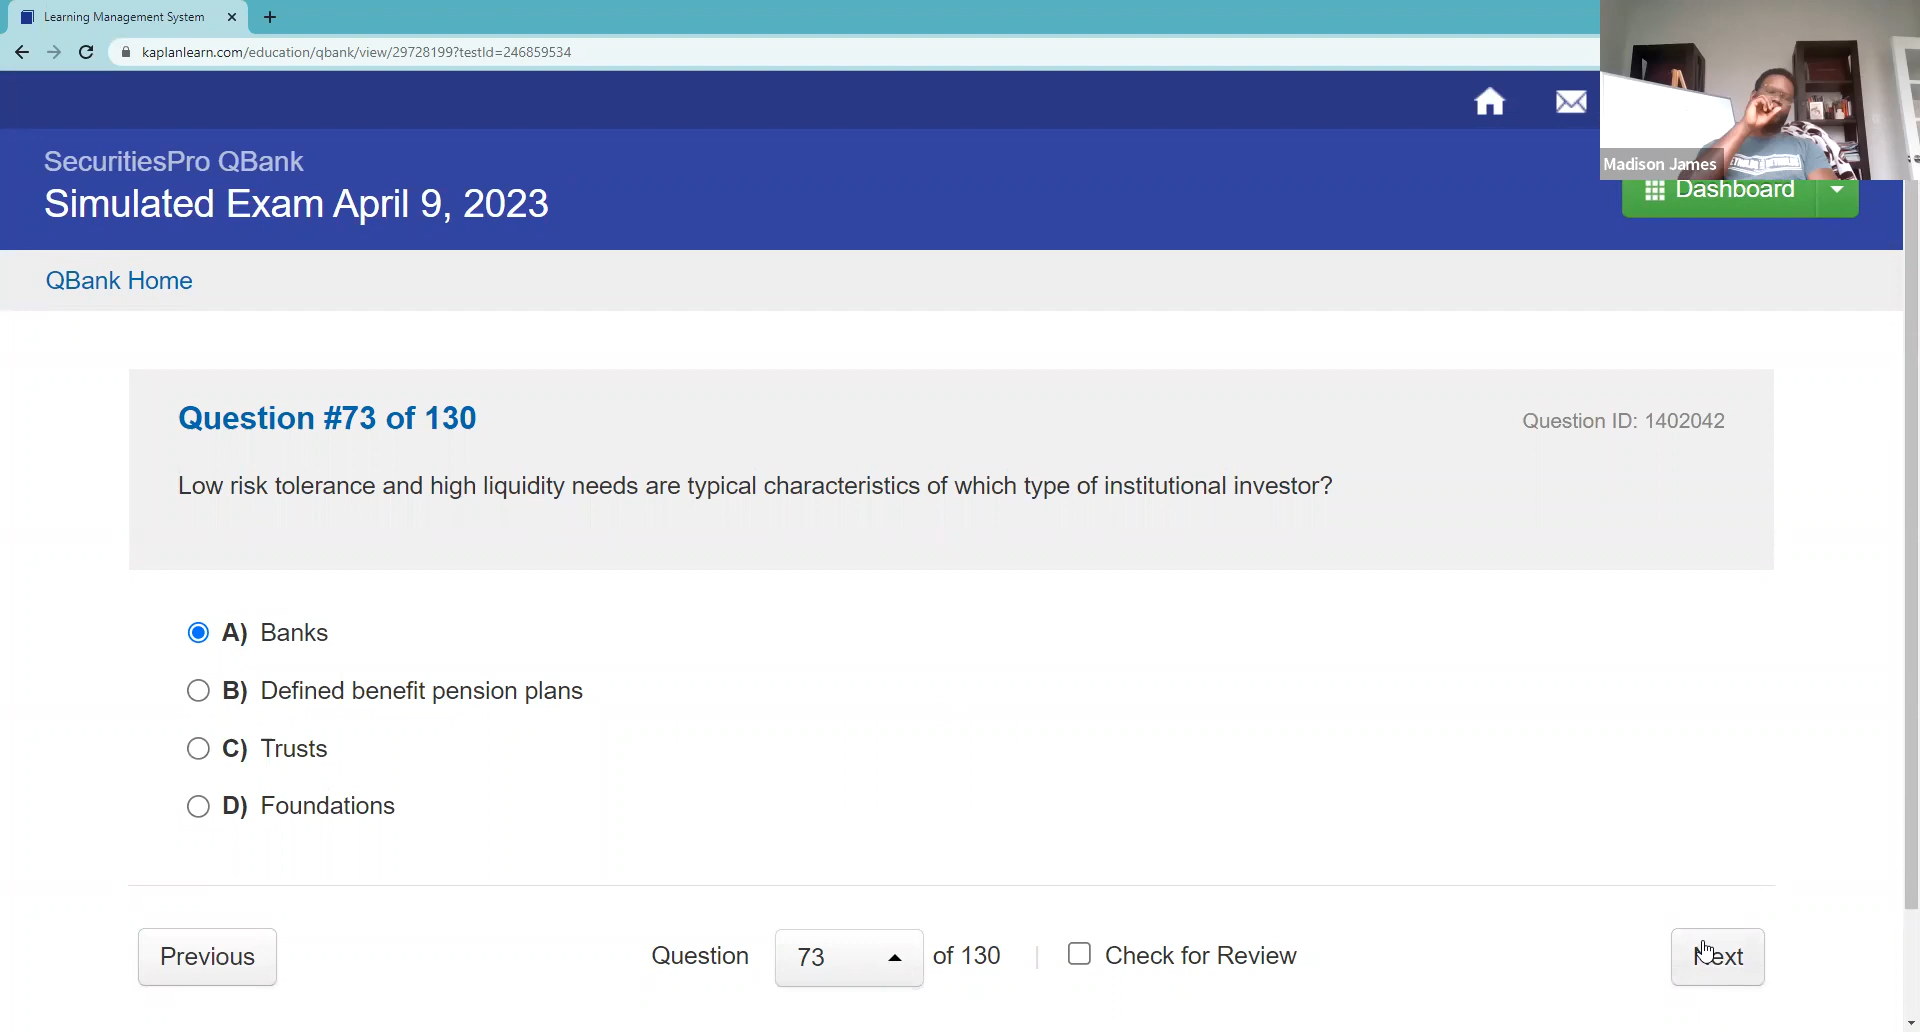 Learning Management System
kaplanlearn.com/education/qbank/view/29728199?testId=246859534
Madison James
SecuritiesPro QBank
Simulated Exam April 9, 2023
Dashboard
QBank Home
Question #73 of 130
Question ID: 1402042
Low risk tolerance and high liquidity needs are typical characteristics of which type of institutional investor?
A) Banks
B) Defined benefit pension plans
C) Trusts
D) Foundations
Previous
Question 73 of 130 | Check for Review
Next